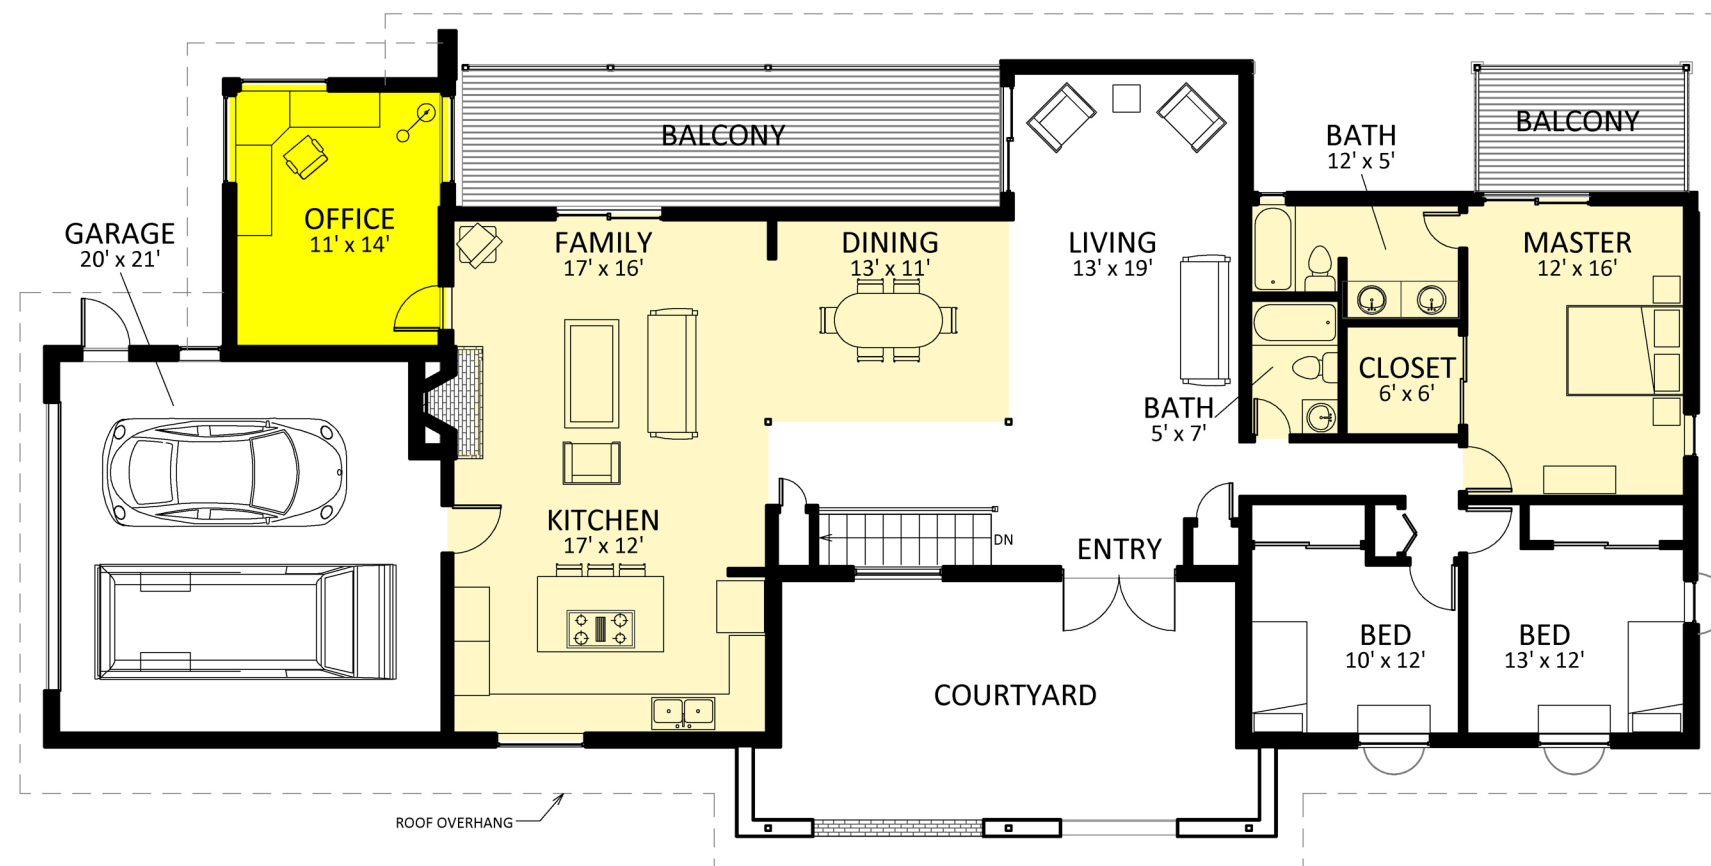 BALCONY
BALCONY
BATH
12' x 5'
OFFICE
11' x 14'
GARAGE
20' x 21'
FAMILY
17' x 16'
DINING
13' x 11'
LIVING
13' x 19'
MASTER
12' x 16'
CLOSET
6' x 6'
BATH
5' x 7'
KITCHEN
17' x 12'
DN
ENTRY
BED
10' x 12'
BED
13' x 12'
COURTYARD
ROOF OVERHANG